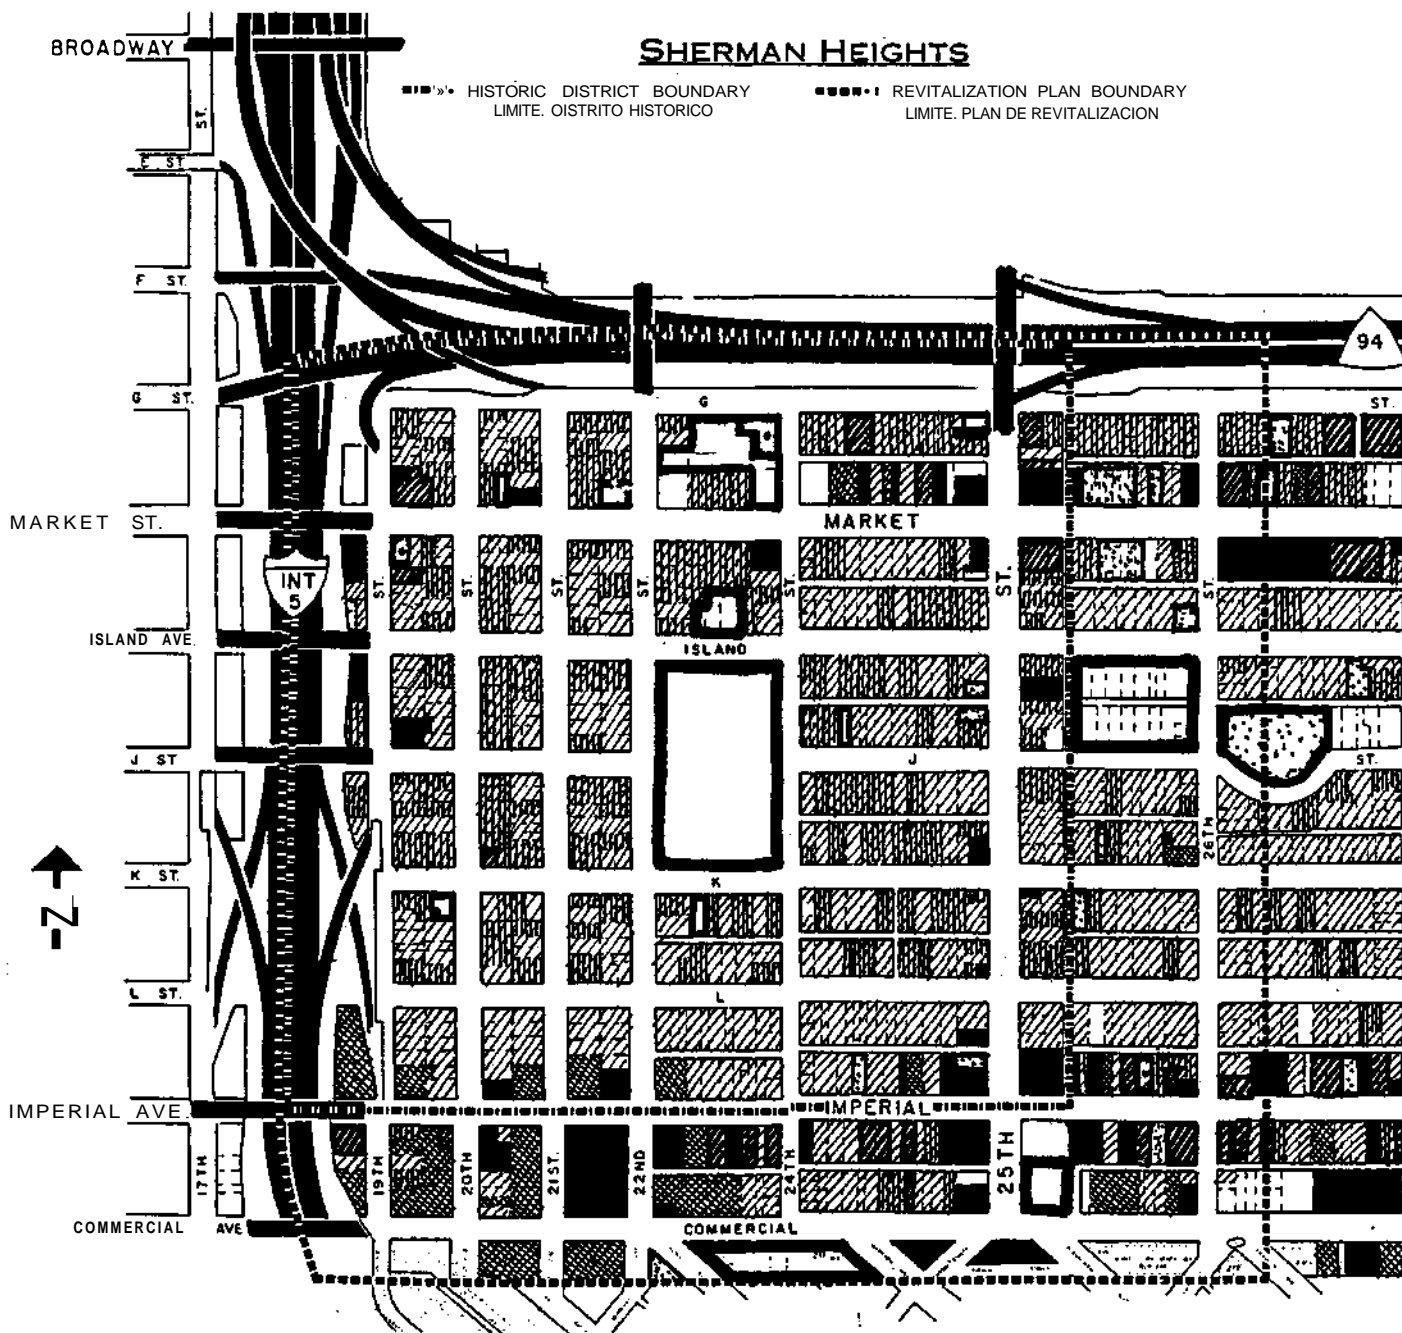 BROADWAY
SHERMAN HEIGHTS
HISTORIC DISTRICT BOUNDARY
LIMITE. OISTRITO HISTORICO
REVITALIZATION PLAN BOUNDARY
LIMITE. PLAN DE REVITALIZACION
ST.
E ST
F ST.
94
G ST.
G
ST.
MARKET ST.
MARKET
INT
5
ST.
ST.
ST.
ST.
ST.
ST.
ST.
ISLAND AVE.
ISLAND
J ST
J
ST.
26TH
K ST.
K
N
L ST.
L
IMPERIAL AVE.
IMPERIAL
17TH
19TH
20TH
21ST.
22ND
24TH
25TH
COMMERCIAL AVE
COMMERCIAL